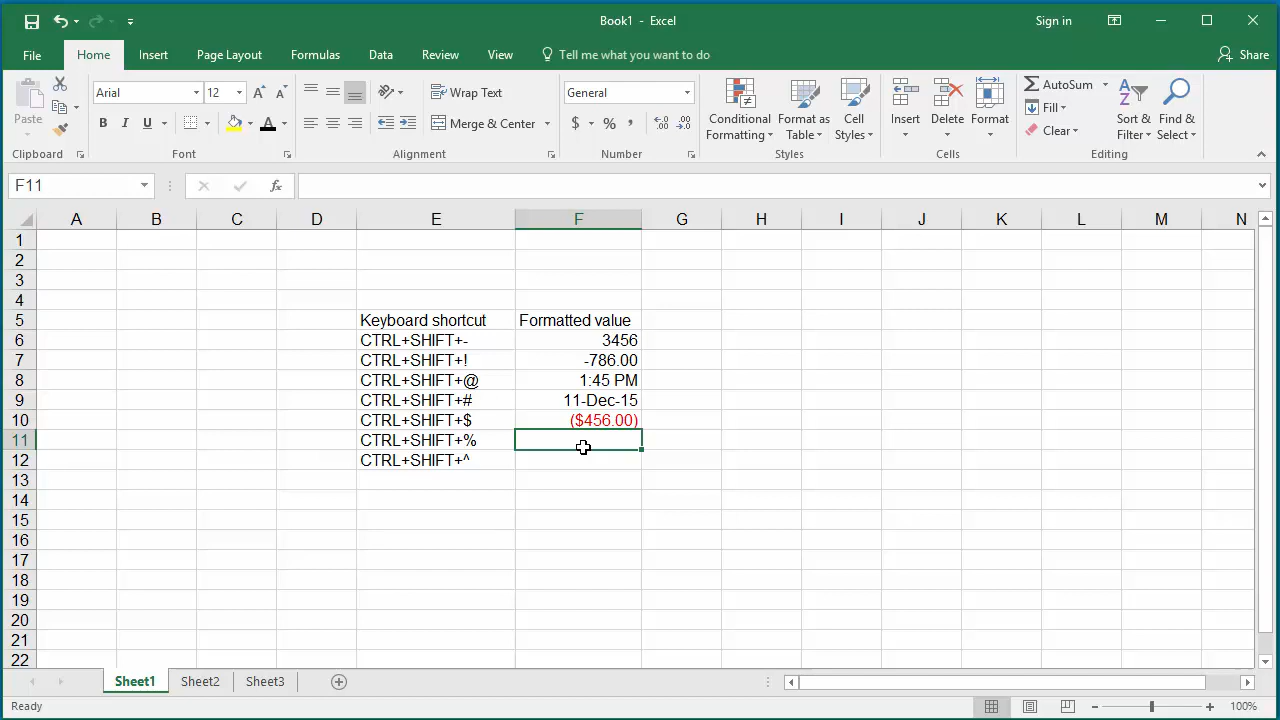 Book1 - Excel
Sign in
File Home Insert Page Layout Formulas Data Review View Tell me what you want to do Share
Paste
Arial 12
B I U
A
Wrap Text
Merge & Center
General
$ % ,
Conditional Formatting
Format as Table
Cell Styles
Insert Delete Format
AutoSum
Fill
Clear
Sort & Filter
Find & Select
Clipboard Font Alignment Number Styles Cells Editing
F11 fx
A B C D E F G H I J K L M N
1
2
3
4
5 Keyboard shortcut Formatted value
6 CTRL+SHIFT+- 3456
7 CTRL+SHIFT+! -786.00
8 CTRL+SHIFT+@ 1:45 PM
9 CTRL+SHIFT+# 11-Dec-15
10 CTRL+SHIFT+$ ($456.00)
11 CTRL+SHIFT+%
12 CTRL+SHIFT+^
13
14
15
16
17
18
19
20
21
22
Sheet1 Sheet2 Sheet3
Ready 100%